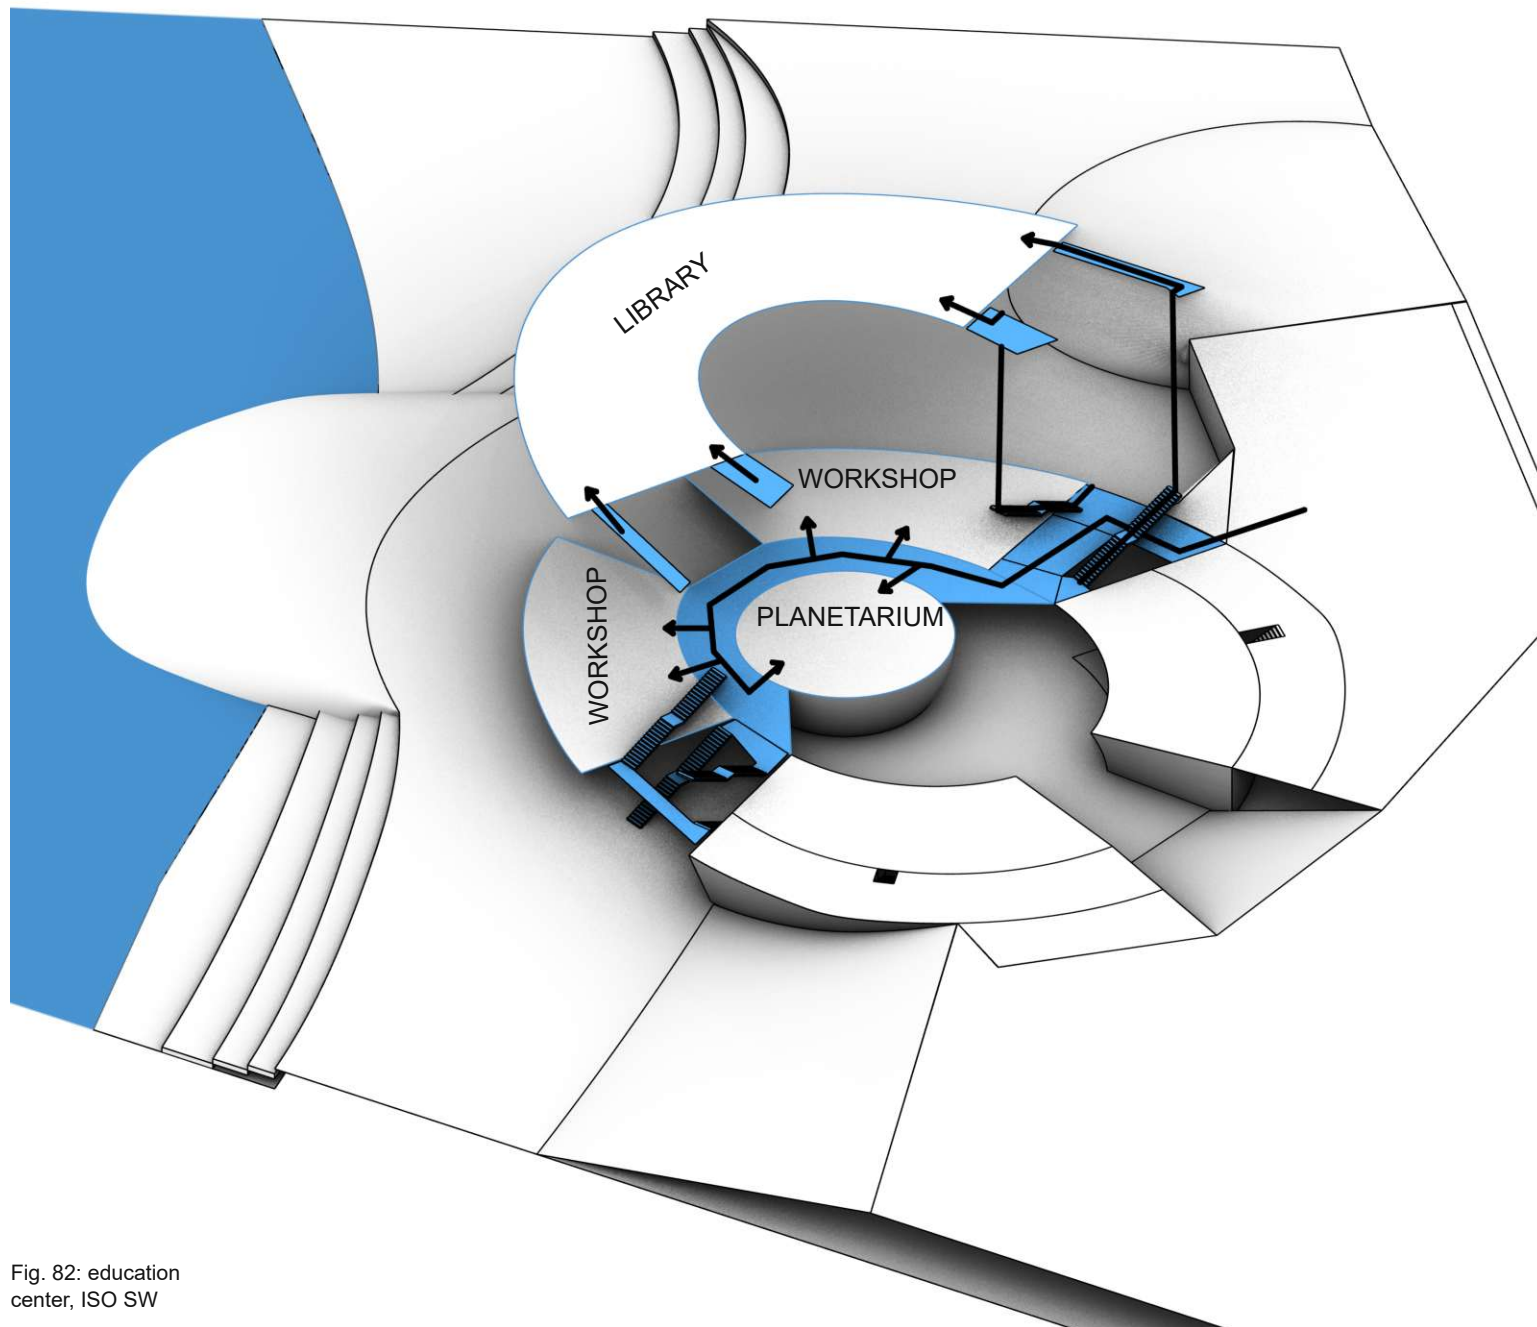 LIBRARY
WORKSHOP
WORKSHOP
PLANETARIUM
Fig. 82: education
center, ISO SW